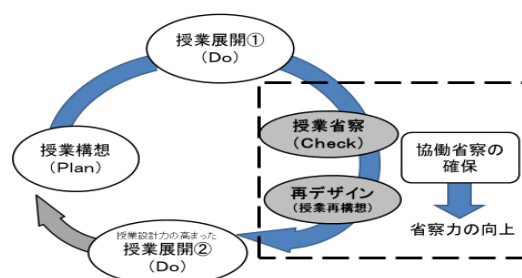 授業展開①
(Do)
授業省察
(Check)
協働省察の
確保
授業構想
(Plan)
再デザイン
(授業再構想)
省察力の向上
授業設計力の高まった
授業展開②
(Do)